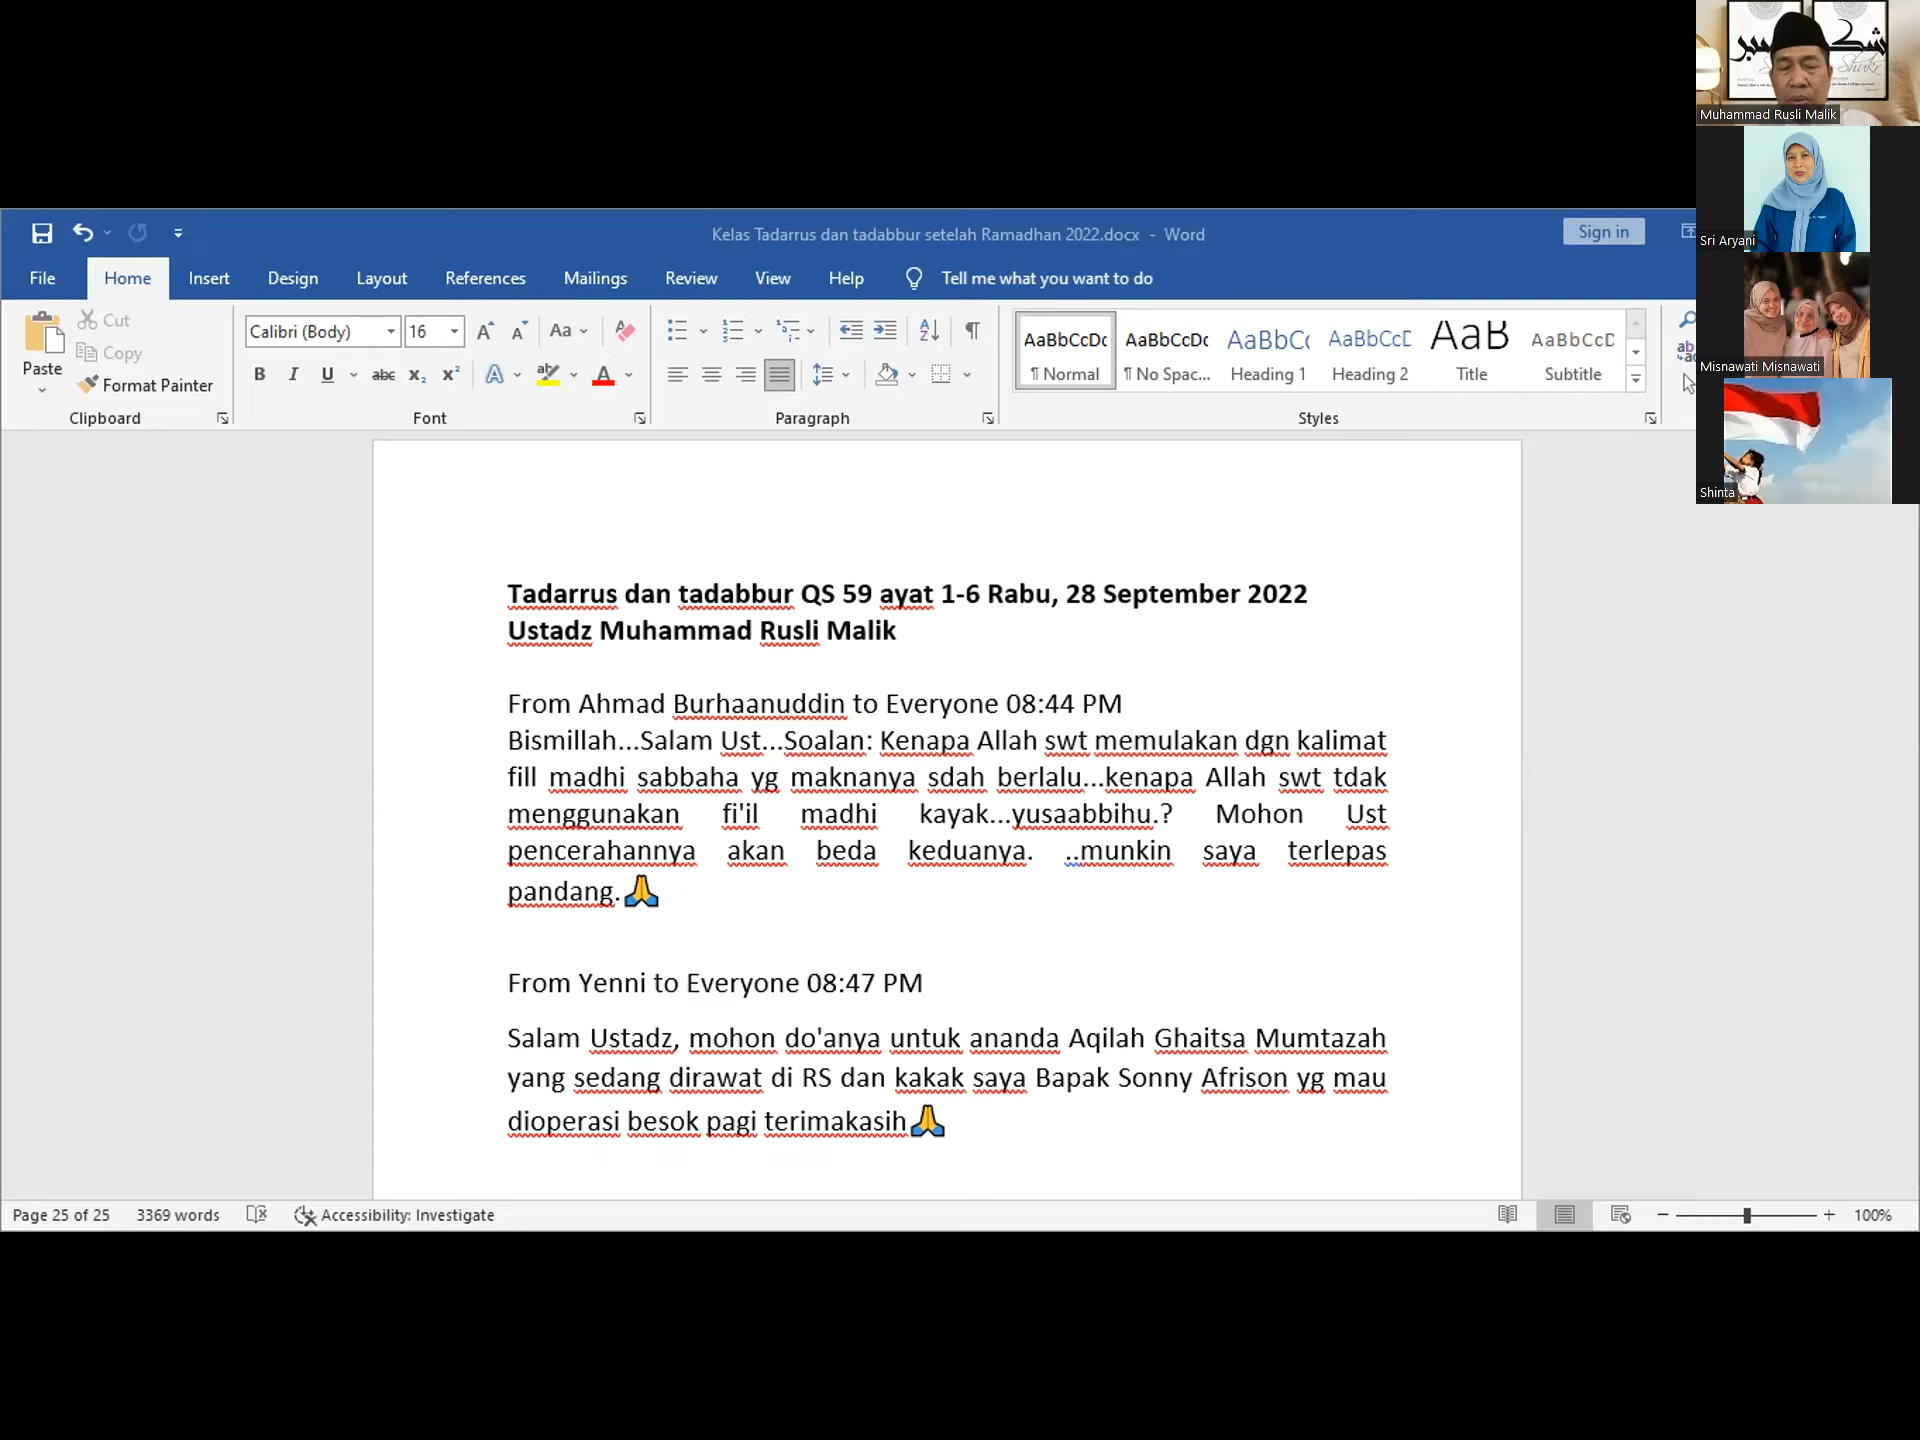 Kelas Tadarrus dan tadabbur setelah Ramadhan 2022.docx - Word
Sign in
File Home Insert Design Layout References Mailings Review View Help Tell me what you want to do
Paste
Cut
Copy
Format Painter
Clipboard
Calibri (Body) 16
Font
Paragraph
AaBbCcDc AaBbCcDc AaBbCc AaBbCcD AaB AaBbCcD
¶ Normal ¶ No Spac... Heading 1 Heading 2 Title Subtitle
Styles
Muhammad Rusli Malik
Sri Aryani
Misnawati Misnawati
Shinta
Tadarrus dan tadabbur QS 59 ayat 1-6 Rabu, 28 September 2022
Ustadz Muhammad Rusli Malik
From Ahmad Burhaanuddin to Everyone 08:44 PM
Bismillah...Salam Ust...Soalan: Kenapa Allah swt memulakan dgn kalimat
fill madhi sabbaha yg maknanya sdah berlalu...kenapa Allah swt tdak
menggunakan fi'il madhi kayak...yusaabbihu.? Mohon Ust
pencerahannya akan beda keduanya. ..munkin saya terlepas
pandang.🙏
From Yenni to Everyone 08:47 PM
Salam Ustadz, mohon do'anya untuk ananda Aqilah Ghaitsa Mumtazah
yang sedang dirawat di RS dan kakak saya Bapak Sonny Afrison yg mau
dioperasi besok pagi terimakasih🙏
Page 25 of 25 3369 words Accessibility: Investigate 100%